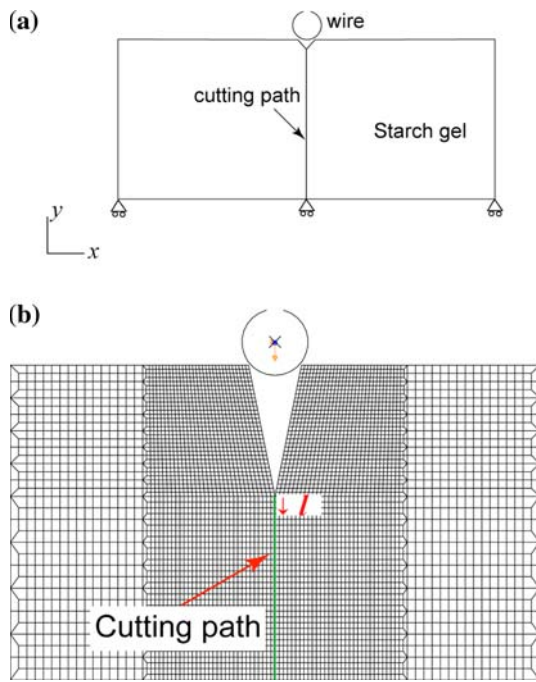 (a)
wire
cutting path
Starch gel
y
x
(b)
l
Cutting path